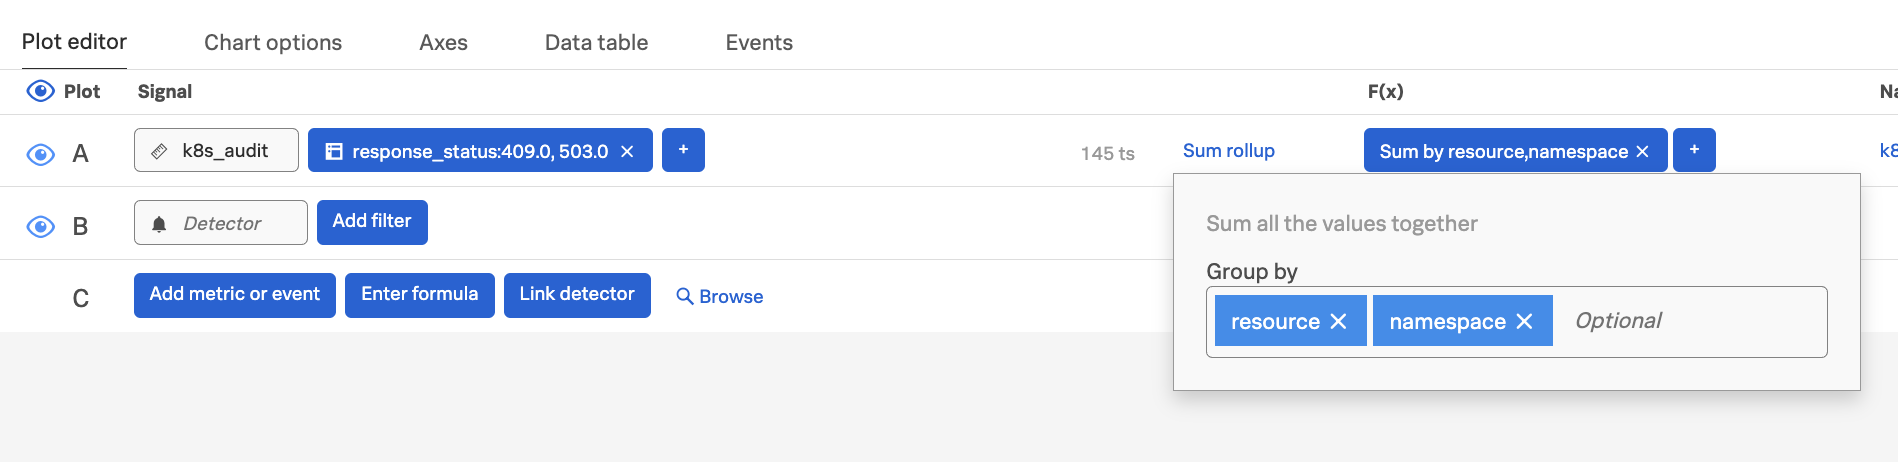 Plot editor Chart options Axes Data table Events
Plot Signal F(x) Na
A k8s_audit response_status:409.0, 503.0 × + 145 ts Sum rollup Sum by resource,namespace × + k8
B Detector Add filter
Sum all the values together
Group by
C Add metric or event Enter formula Link detector Browse
resource × namespace × Optional